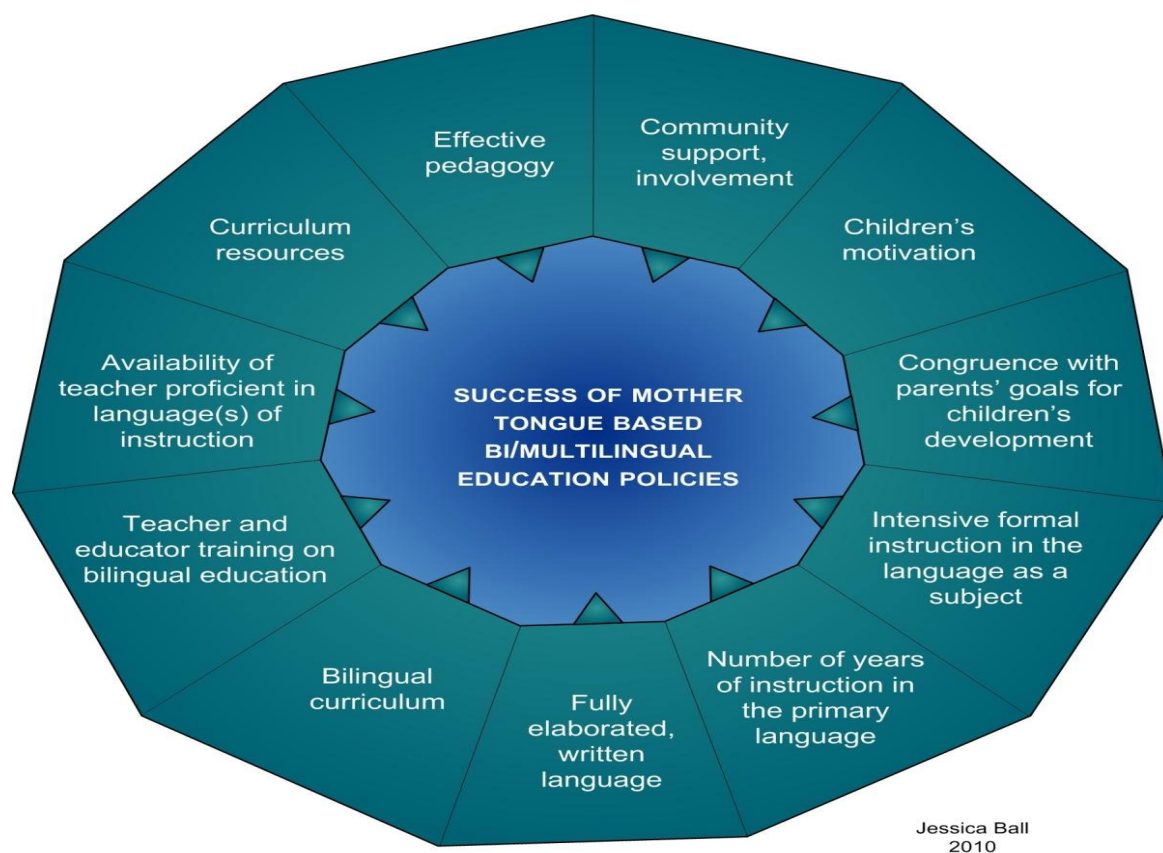 Effective
pedagogy
Community
support,
involvement
Children's
motivation
Congruence with
parents' goals for
children's
development
Intensive formal
instruction in the
language as a
subject
Number of years
of instruction in
the primary
language
Fully
elaborated,
written
language
Bilingual
curriculum
Teacher and
educator training on
bilingual education
Availability of
teacher proficient in
language(s) of
instruction
Curriculum
resources
SUCCESS OF MOTHER
TONGUE BASED
BI/MULTILINGUAL
EDUCATION POLICIES
Jessica Ball
2010